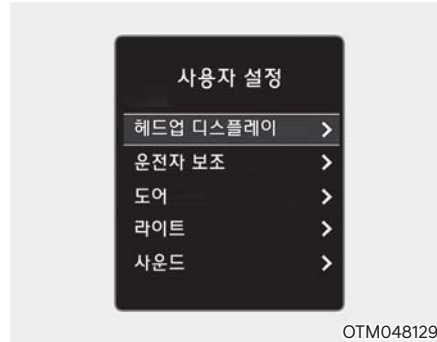 사용자 설정
헤드업 디스플레이 >
운전자 보조 >
도어 >
라이트 >
사운드 >
OTM048129